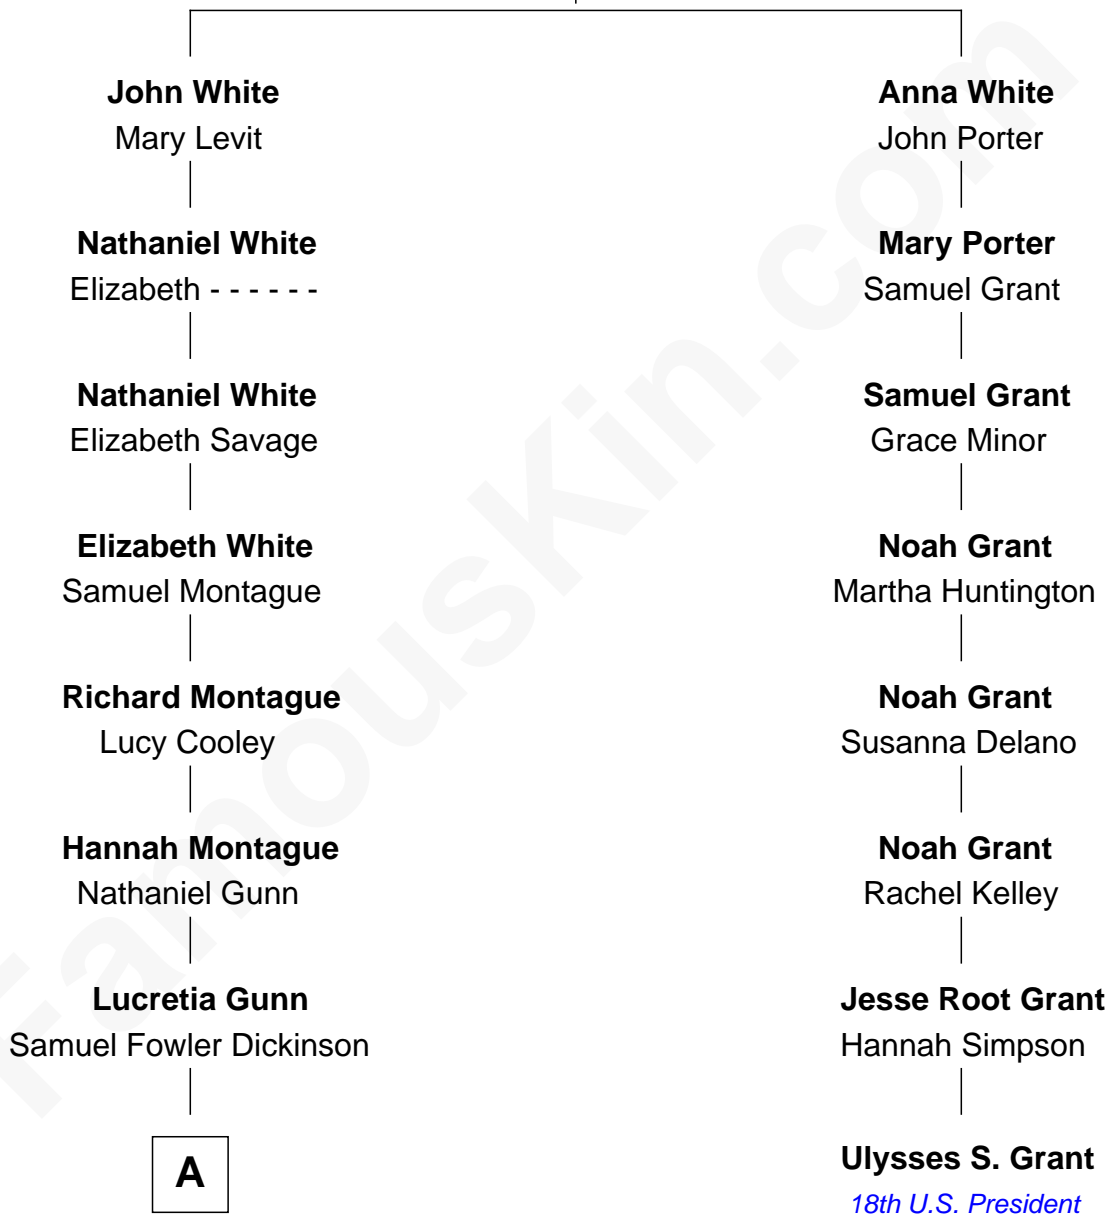 John White
Mary Levit
Nathaniel White
Elizabeth - - - - - -
Nathaniel White
Elizabeth Savage
Elizabeth White
Samuel Montague
Richard Montague
Lucy Cooley
Hannah Montague
Nathaniel Gunn
Lucretia Gunn
Samuel Fowler Dickinson
A
Anna White
John Porter
Mary Porter
Samuel Grant
Samuel Grant
Grace Minor
Noah Grant
Martha Huntington
Noah Grant
Susanna Delano
Noah Grant
Rachel Kelley
Jesse Root Grant
Hannah Simpson
Ulysses S. Grant
18th U.S. President
FamousKin.com